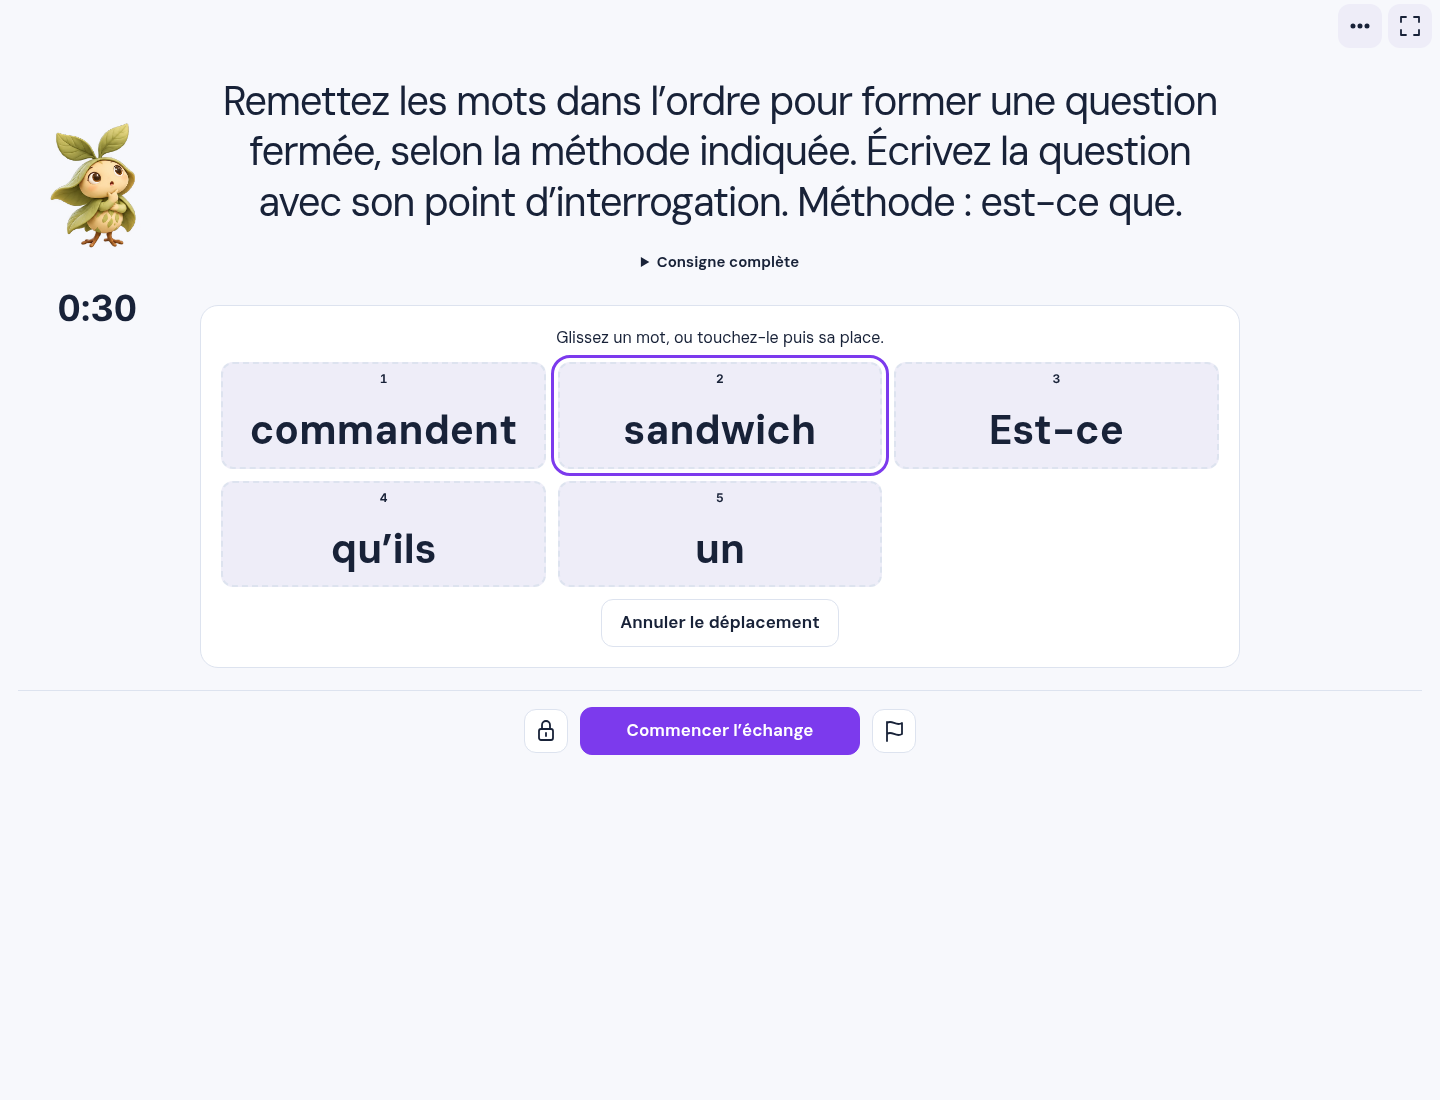 Remettez les mots dans l’ordre pour former une question
fermée, selon la méthode indiquée. Écrivez la question
avec son point d’interrogation. Méthode : est-ce que.
Consigne complète
0:30
Glissez un mot, ou touchez-le puis sa place.
1
commandent
2
sandwich
3
Est-ce
4
qu’ils
5
un
Annuler le déplacement
Commencer l’échange